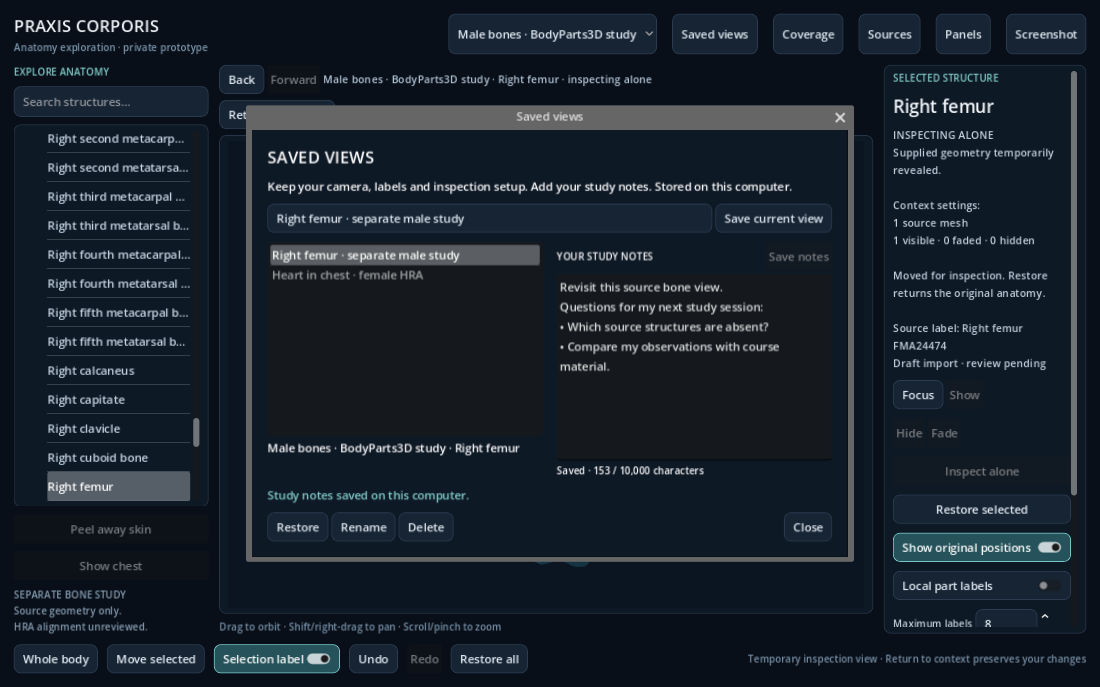 PRAXIS CORPORIS
Anatomy exploration · private prototype
Male bones · BodyParts3D study
Saved views
Coverage
Sources
Panels
Screenshot
EXPLORE ANATOMY
Search structures...
Right second metacarp...
Right second metatarsa...
Right third metacarpal ...
Right third metatarsal b...
Right fourth metacarpal...
Right fourth metatarsal ...
Right fifth metacarpal b...
Right fifth metatarsal b...
Right calcaneus
Right capitate
Right clavicle
Right cuboid bone
Right femur
Peel away skin
Show chest
SEPARATE BONE STUDY
Source geometry only.
HRA alignment unreviewed.
Back
Forward
Male bones · BodyParts3D study · Right femur · inspecting alone
Ret
Saved views
SAVED VIEWS
Keep your camera, labels and inspection setup. Add your study notes. Stored on this computer.
Right femur · separate male study
Save current view
Right femur · separate male study
Heart in chest · female HRA
Male bones · BodyParts3D study · Right femur
YOUR STUDY NOTES
Save notes
Revisit this source bone view.
Questions for my next study session:
• Which source structures are absent?
• Compare my observations with course
material.
Saved · 153 / 10,000 characters
Study notes saved on this computer.
Restore
Rename
Delete
Close
SELECTED STRUCTURE
Right femur
INSPECTING ALONE
Supplied geometry temporarily
revealed.
Context settings:
1 source mesh
1 visible · 0 faded · 0 hidden
Moved for inspection. Restore
returns the original anatomy.
Source label: Right femur
FMA24474
Draft import · review pending
Focus
Show
Hide
Fade
Inspect alone
Restore selected
Show original positions
Local part labels
Maximum labels
8
Drag to orbit · Shift/right-drag to pan · Scroll/pinch to zoom
Whole body
Move selected
Selection label
Undo
Redo
Restore all
Temporary inspection view · Return to context preserves your changes